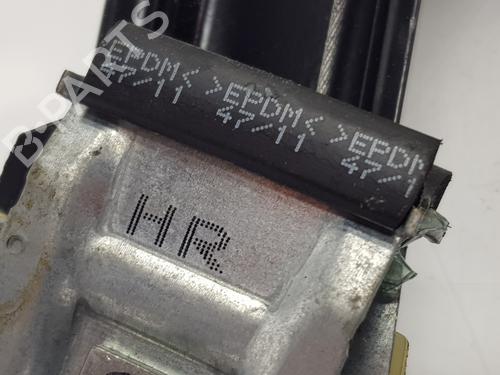 EPDM< >EPDM< >EPDM
47/11 47/11 47/1
HR
B-PARTS